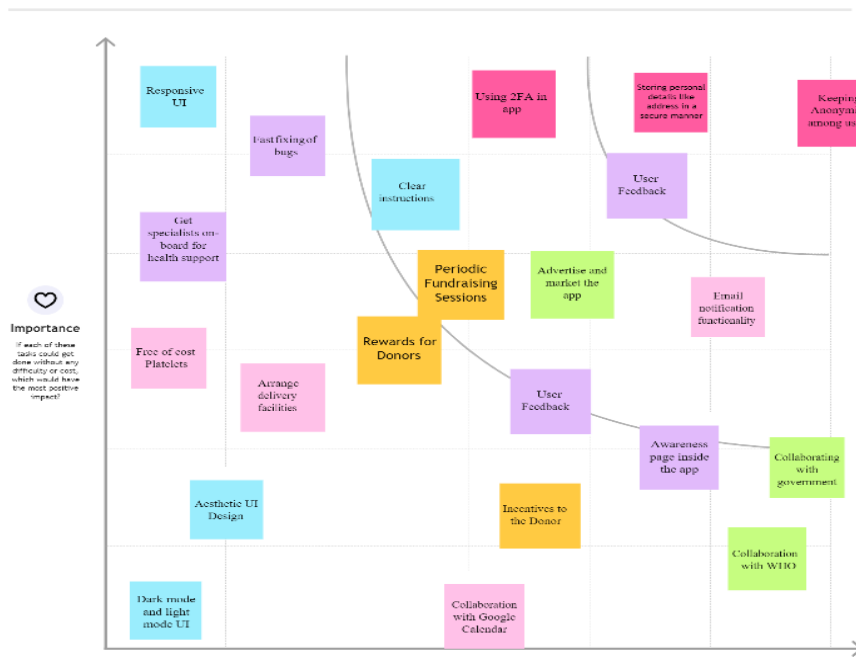 Responsive
UI
Using 2FA in
app
Storing personal
details like
address in a
secure manner
Keeping
among
Fast fixing of
bugs
Clear
instructions
User
Feedback
Get
specialists on-
board for
health support
Periodic
Fundraising
Sessions
Advertise and
market the
app
Email
notification
functionality
Importance
If each of these
tasks could get
done without any
difficulty or cost,
which would have
the most positive
impact?
Free of cost
Platelets
Rewards for
Donors
Arrange
delivery
facilities
User
Feedback
Awareness
page inside
the app
Collaborating
with
government
Aesthetic UI
Design
Incentives to
the Donor
Collaboration
with WHO
Dark mode
and light
mode UI
Collaboration
with Google
Calendar